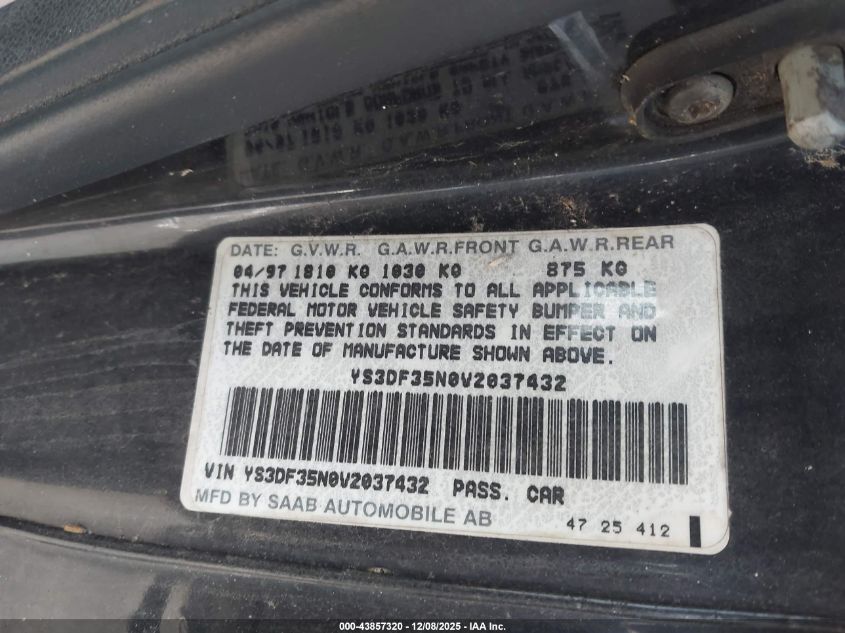 DATE: G.V.W.R. G.A.W.R.FRONT G.A.W.R.REAR
04/97 1810 KG 1030 KG 875 KG
THIS VEHICLE CONFORMS TO ALL APPLICABLE
FEDERAL MOTOR VEHICLE SAFETY BUMPER AND
THEFT PREVENTION STANDARDS IN EFFECT ON
THE DATE OF MANUFACTURE SHOWN ABOVE.
YS3DF35N0V2037432
VIN YS3DF35N0V2037432 PASS. CAR
MFD BY SAAB AUTOMOBILE AB
47 25 412
000-43857320 - 12/08/2025 - IAA Inc.